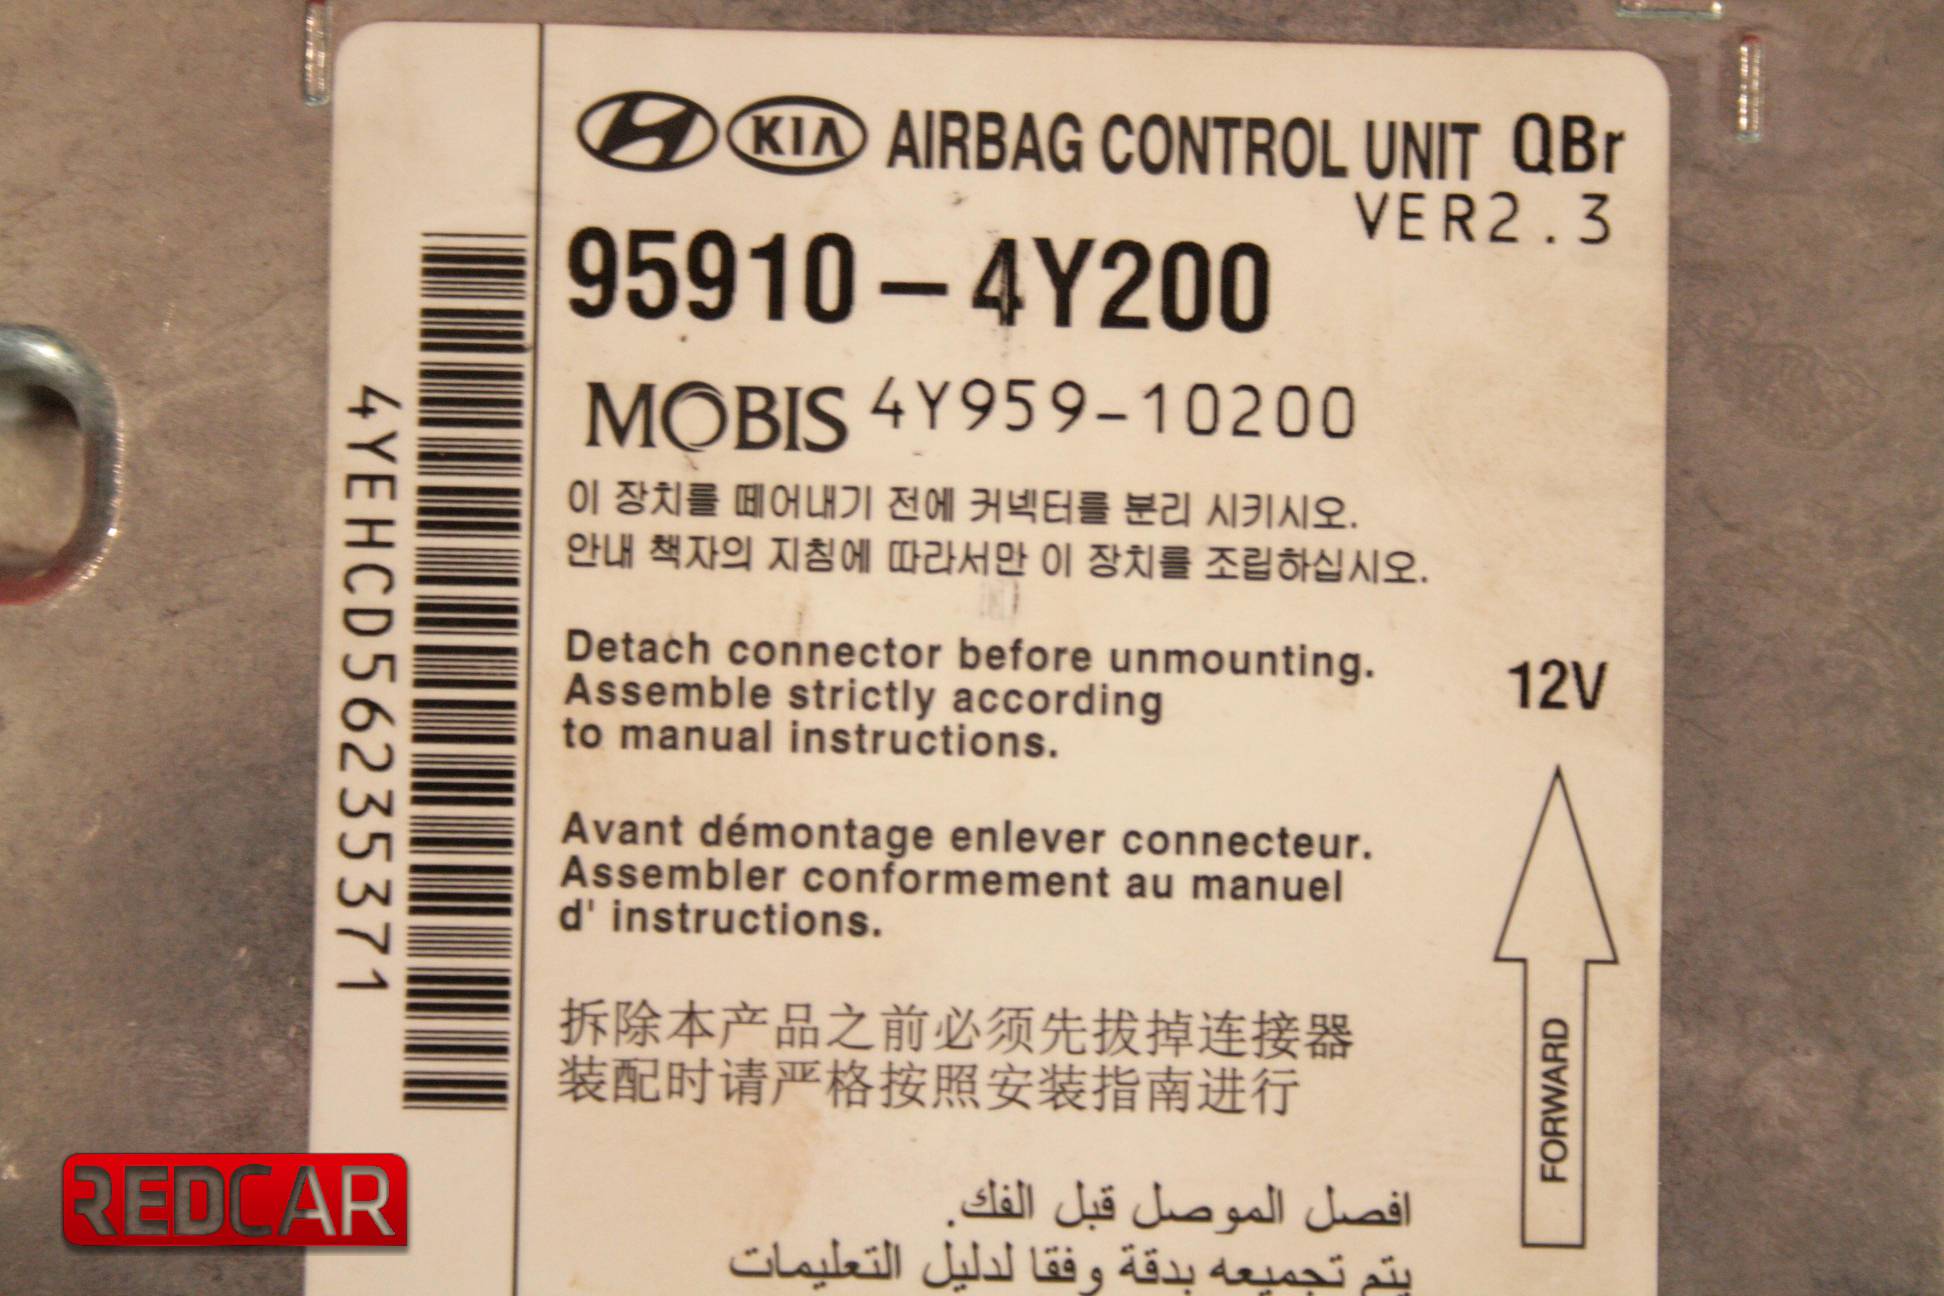 KIA AIRBAG CONTROL UNIT QBr
VER2.3
95910-4Y200
MOBIS 4Y959-10200
이 장치를 떼어내기 전에 커넥터를 분리 시키시오.
안내 책자의 지침에 따라서만 이 장치를 조립하십시오.
Detach connector before unmounting.
Assemble strictly according
to manual instructions.
12V
Avant démontage enlever connecteur.
Assembler conformement au manuel
d' instructions.
FORWARD
拆除本产品之前必须先拔掉连接器
装配时请严格按照安装指南进行
افصل الموصل قبل الفك.
يتم تجميعه بدقة وفقا لدليل التعليمات
4YEHCD56235371
REDCAR